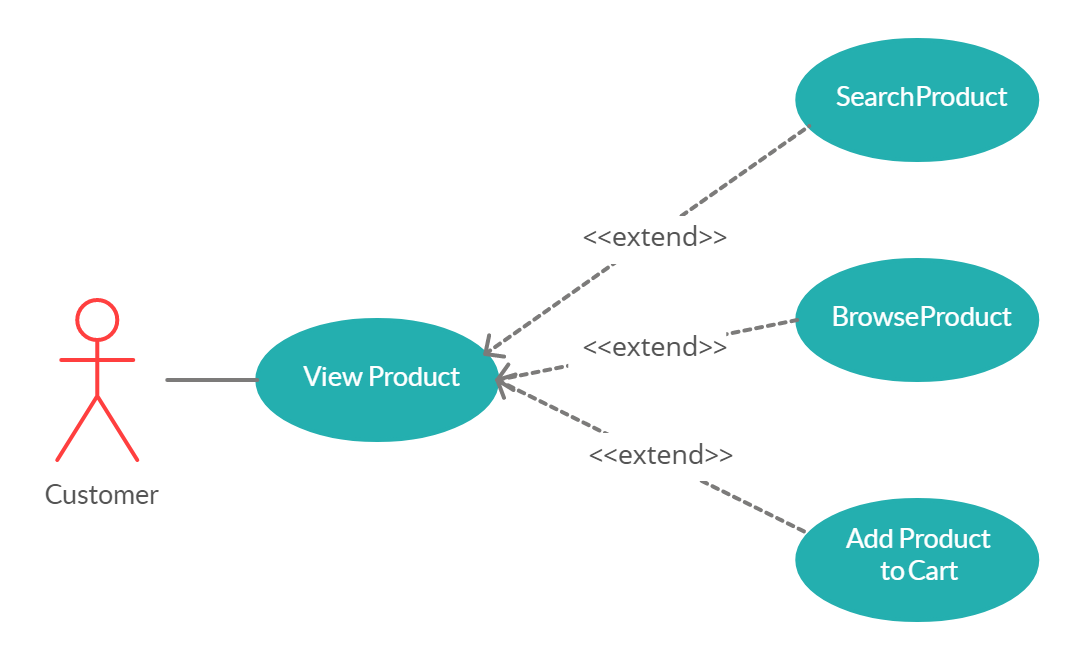 SearchProduct
<<extend>>
BrowseProduct
<<extend>>
View Product
<<extend>>
Customer
Add Product
to Cart